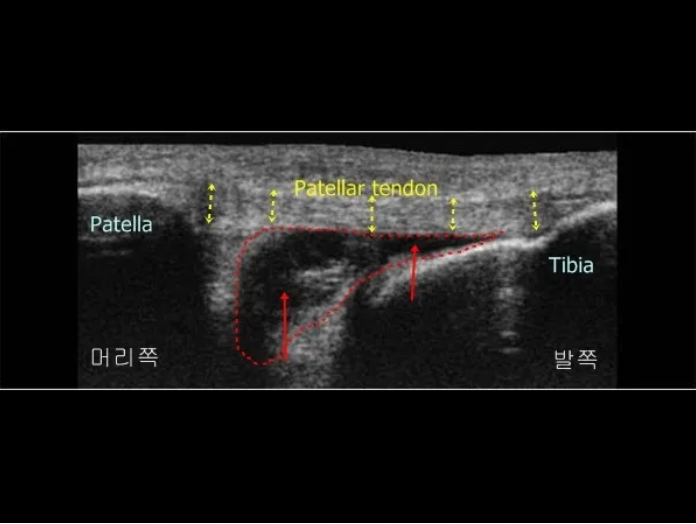 Patellar tendon
Patella
Tibia
머리쪽
발쪽